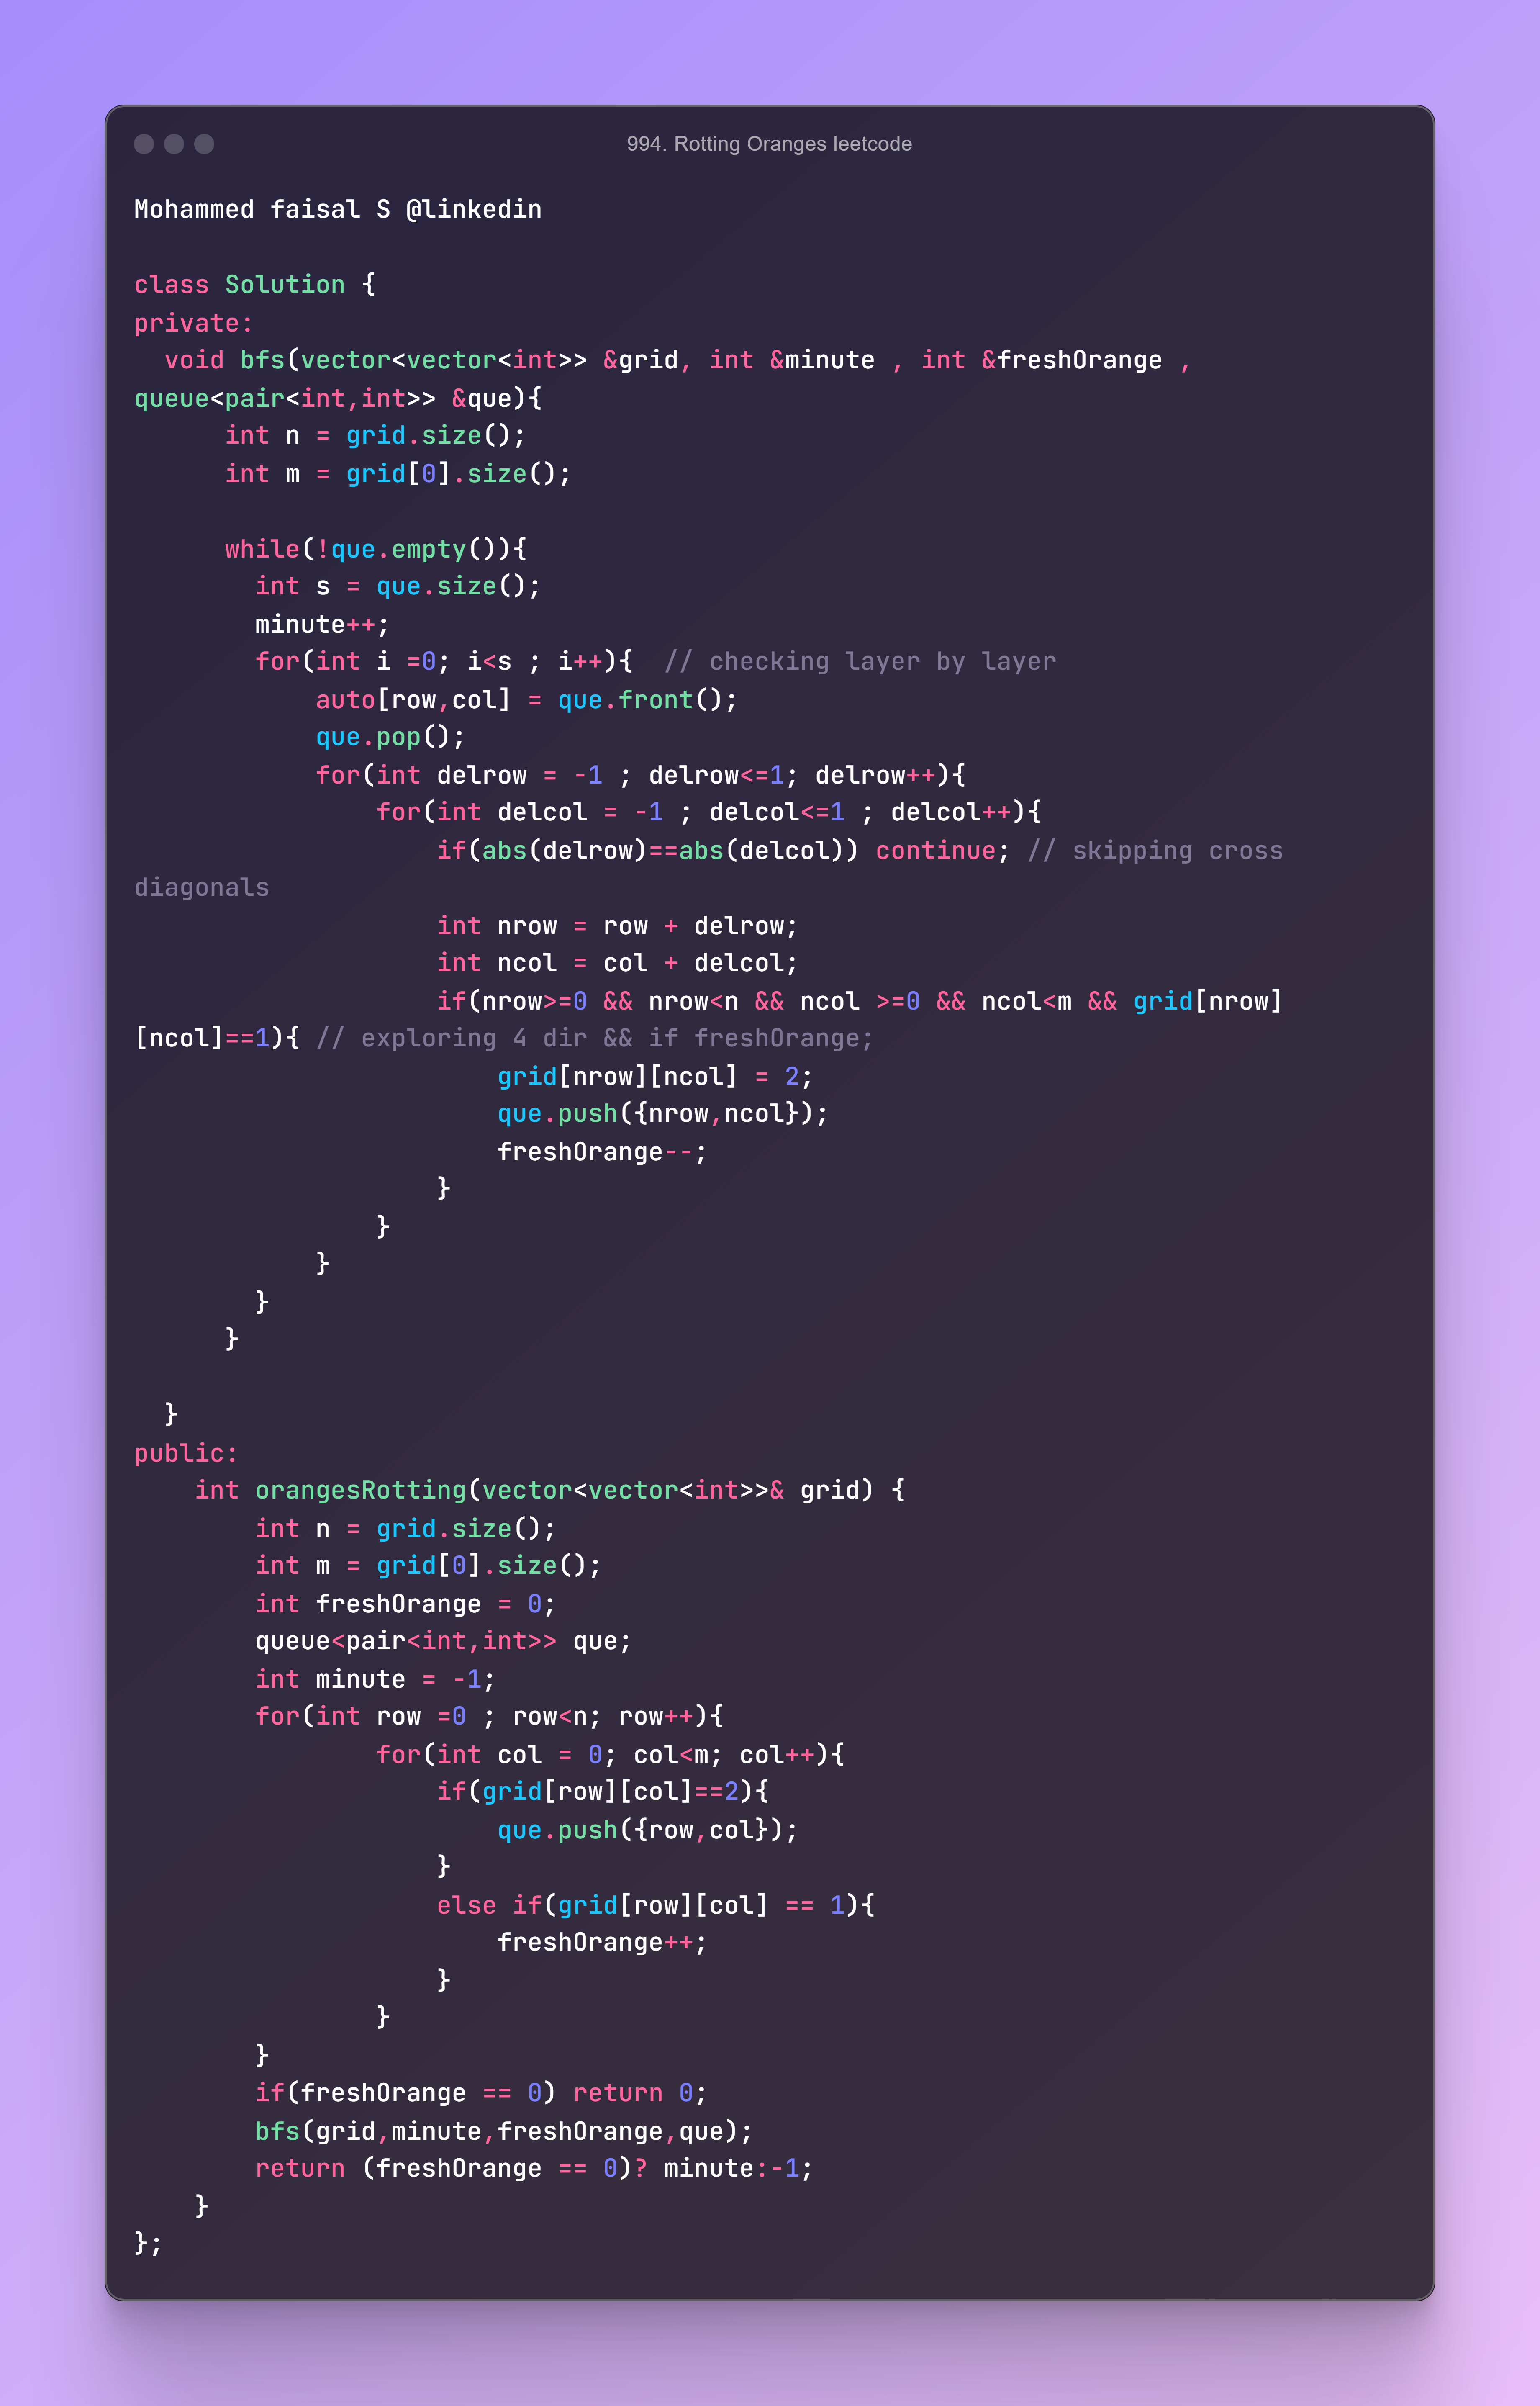 994. Rotting Oranges leetcode
Mohammed faisal S @linkedin
class Solution {
private:
  void bfs(vector<vector<int>> &grid, int &minute , int &freshOrange ,
queue<pair<int,int>> &que){
      int n = grid.size();
      int m = grid[0].size();
      while(!que.empty()){
        int s = que.size();
        minute++;
        for(int i =0; i<s ; i++){  // checking layer by layer
            auto[row,col] = que.front();
            que.pop();
            for(int delrow = -1 ; delrow<=1; delrow++){
                for(int delcol = -1 ; delcol<=1 ; delcol++){
                    if(abs(delrow)==abs(delcol)) continue; // skipping cross
diagonals
                    int nrow = row + delrow;
                    int ncol = col + delcol;
                    if(nrow>=0 && nrow<n && ncol >=0 && ncol<m && grid[nrow]
[ncol]==1){ // exploring 4 dir && if freshOrange;
                        grid[nrow][ncol] = 2;
                        que.push({nrow,ncol});
                        freshOrange--;
                    }
                }
            }
        }
      }
  }
public:
    int orangesRotting(vector<vector<int>>& grid) {
        int n = grid.size();
        int m = grid[0].size();
        int freshOrange = 0;
        queue<pair<int,int>> que;
        int minute = -1;
        for(int row =0 ; row<n; row++){
                for(int col = 0; col<m; col++){
                    if(grid[row][col]==2){
                        que.push({row,col});
                    }
                    else if(grid[row][col] == 1){
                        freshOrange++;
                    }
                }
        }
        if(freshOrange == 0) return 0;
        bfs(grid,minute,freshOrange,que);
        return (freshOrange == 0)? minute:-1;
    }
};